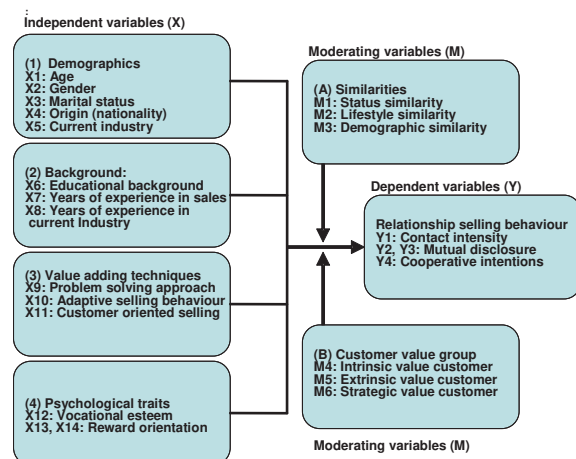 :
Independent variables (X)
(1) Demographics
X1: Age
X2: Gender
X3: Marital status
X4: Origin (nationality)
X5: Current industry
(2) Background:
X6: Educational background
X7: Years of experience in sales
X8: Years of experience in
current Industry
(3) Value adding techniques
X9: Problem solving approach
X10: Adaptive selling behaviour
X11: Customer oriented selling
(4) Psychological traits
X12: Vocational esteem
X13, X14: Reward orientation
Moderating variables (M)
(A) Similarities
M1: Status similarity
M2: Lifestyle similarity
M3: Demographic similarity
Dependent variables (Y)
Relationship selling behaviour
Y1: Contact intensity
Y2, Y3: Mutual disclosure
Y4: Cooperative intentions
(B) Customer value group
M4: Intrinsic value customer
M5: Extrinsic value customer
M6: Strategic value customer
Moderating variables (M)